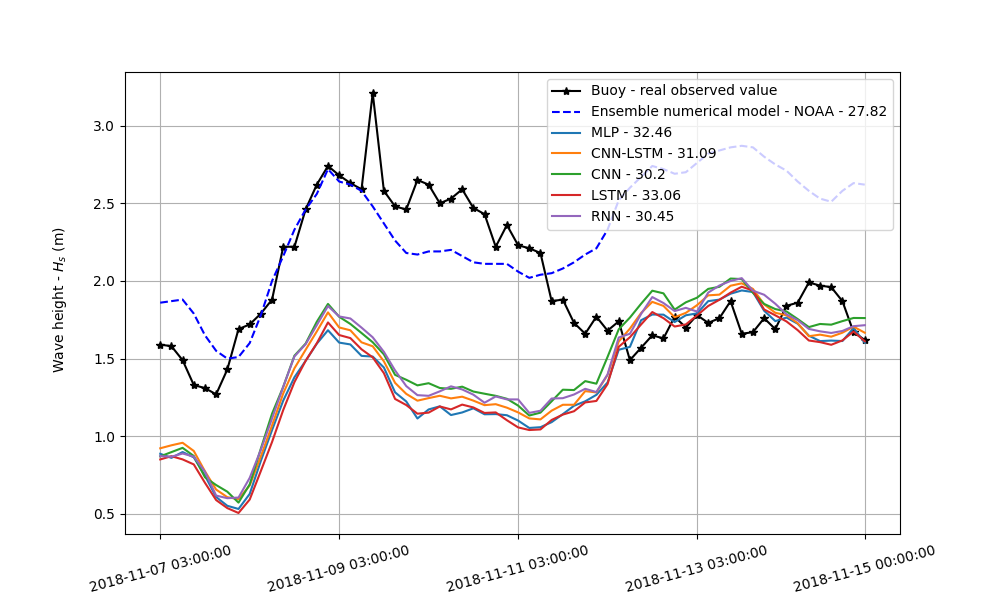 Wave height - Hs (m)
3.0
2.5
2.0
1.5
1.0
0.5
Buoy - real observed value
Ensemble numerical model - NOAA - 27.82
MLP - 32.46
CNN-LSTM - 31.09
CNN - 30.2
LSTM - 33.06
RNN - 30.45
2018-11-07 03:00:00
2018-11-09 03:00:00
2018-11-11 03:00:00
2018-11-13 03:00:00
2018-11-15 00:00:00